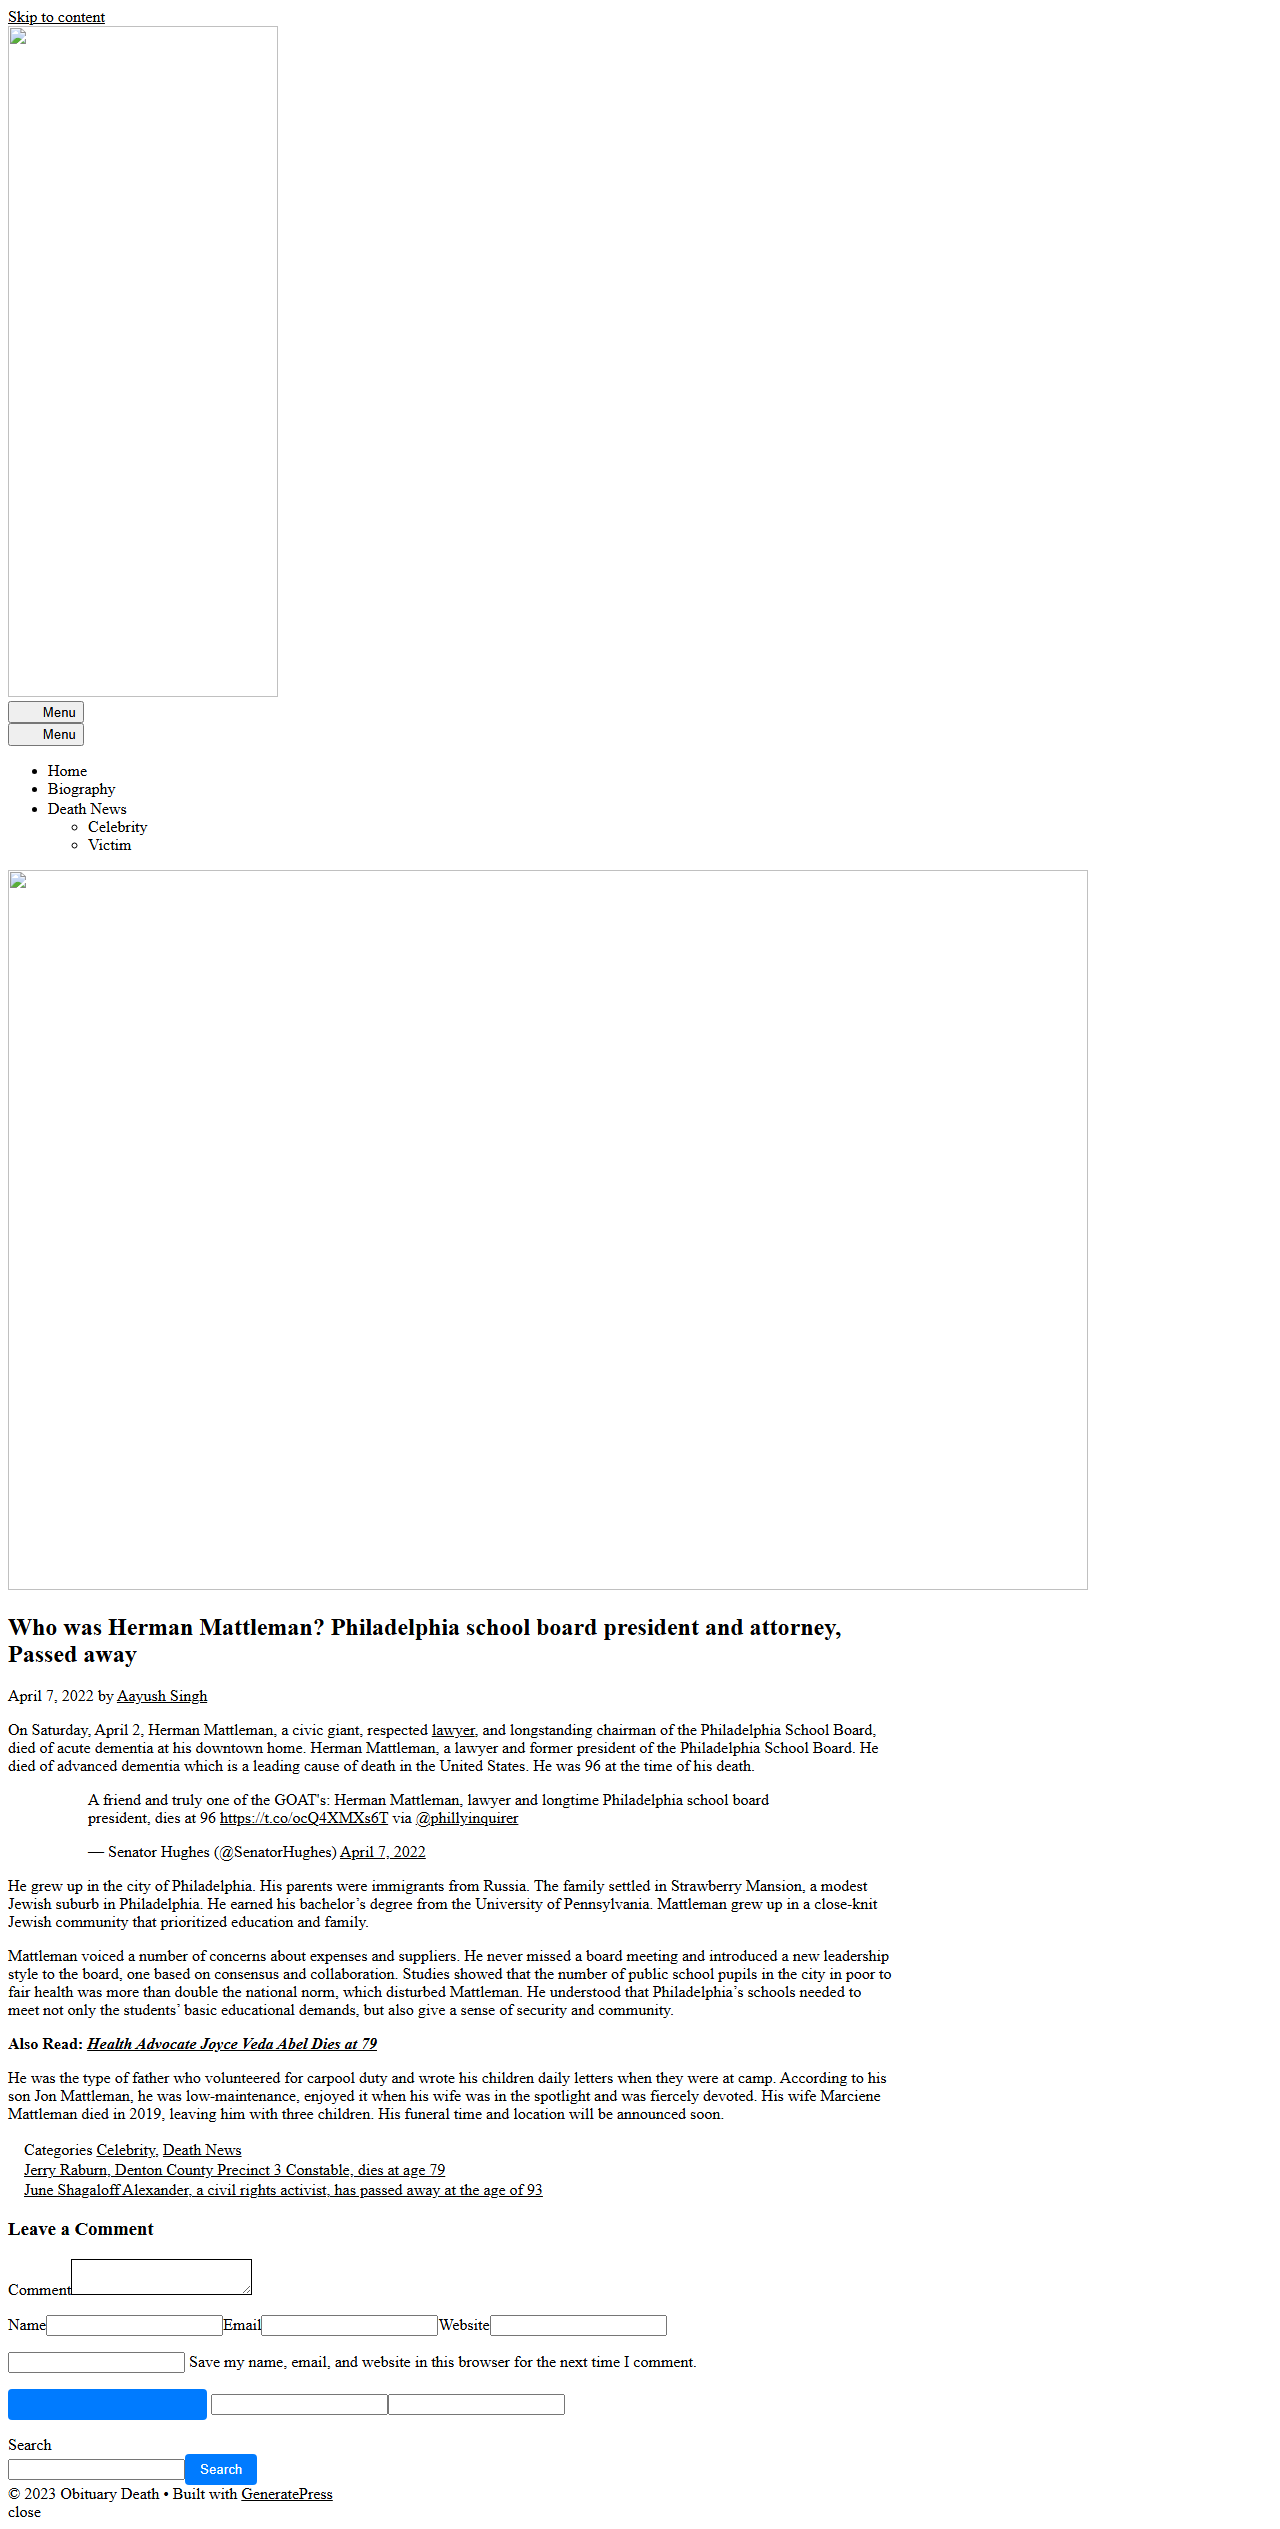 Skip to content
Menu
Menu
Home
Biography
Death News
Celebrity
Victim
Who was Herman Mattleman? Philadelphia school board president and attorney,
Passed away
April 7, 2022 by Aayush Singh
On Saturday, April 2, Herman Mattleman, a civic giant, respected lawyer, and longstanding chairman of the Philadelphia School Board,
died of acute dementia at his downtown home. Herman Mattleman, a lawyer and former president of the Philadelphia School Board. He
died of advanced dementia which is a leading cause of death in the United States. He was 96 at the time of his death.
A friend and truly one of the GOAT's: Herman Mattleman, lawyer and longtime Philadelphia school board
president, dies at 96 https://t.co/ocQ4XMXs6T via @phillyinquirer
— Senator Hughes (@SenatorHughes) April 7, 2022
He grew up in the city of Philadelphia. His parents were immigrants from Russia. The family settled in Strawberry Mansion, a modest
Jewish suburb in Philadelphia. He earned his bachelor’s degree from the University of Pennsylvania. Mattleman grew up in a close-knit
Jewish community that prioritized education and family.
Mattleman voiced a number of concerns about expenses and suppliers. He never missed a board meeting and introduced a new leadership
style to the board, one based on consensus and collaboration. Studies showed that the number of public school pupils in the city in poor to
fair health was more than double the national norm, which disturbed Mattleman. He understood that Philadelphia’s schools needed to
meet not only the students’ basic educational demands, but also give a sense of security and community.
Also Read: Health Advocate Joyce Veda Abel Dies at 79
He was the type of father who volunteered for carpool duty and wrote his children daily letters when they were at camp. According to his
son Jon Mattleman, he was low-maintenance, enjoyed it when his wife was in the spotlight and was fiercely devoted. His wife Marciene
Mattleman died in 2019, leaving him with three children. His funeral time and location will be announced soon.
Categories Celebrity, Death News
Jerry Raburn, Denton County Precinct 3 Constable, dies at age 79
June Shagaloff Alexander, a civil rights activist, has passed away at the age of 93
Leave a Comment
Comment
Name Email Website
Save my name, email, and website in this browser for the next time I comment.
Search
Search
© 2023 Obituary Death • Built with GeneratePress
close